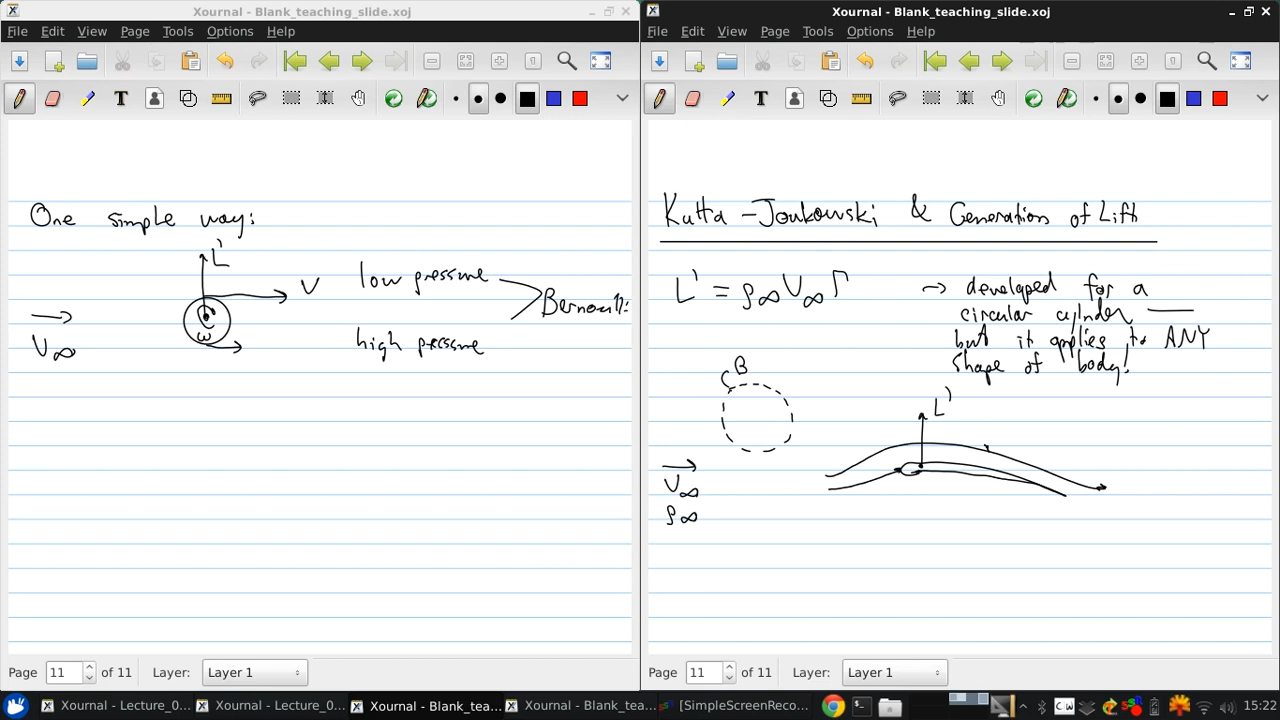 Xournal - Blank_teaching_slide.xoj
File Edit View Page Tools Options Help
One simple way:
L'
V
low pressure
Bernoulli
V∞
ω
high pressure
Page 11 of 11 Layer: Layer 1
Xournal - Blank_teaching_slide.xoj
File Edit View Page Tools Options Help
Kutta-Joukowski & Generations of Lift
L' = ρ∞ V∞ Γ → developed for a
circular cylinder
but it applies to ANY
shape of body!
B
L'
V∞
ρ∞
Page 11 of 11 Layer: Layer 1
Xournal - Lecture_0... Xournal - Lecture_0... Xournal - Blank_tea... Xournal - Blank_tea... [SimpleScreenReco... 15:22